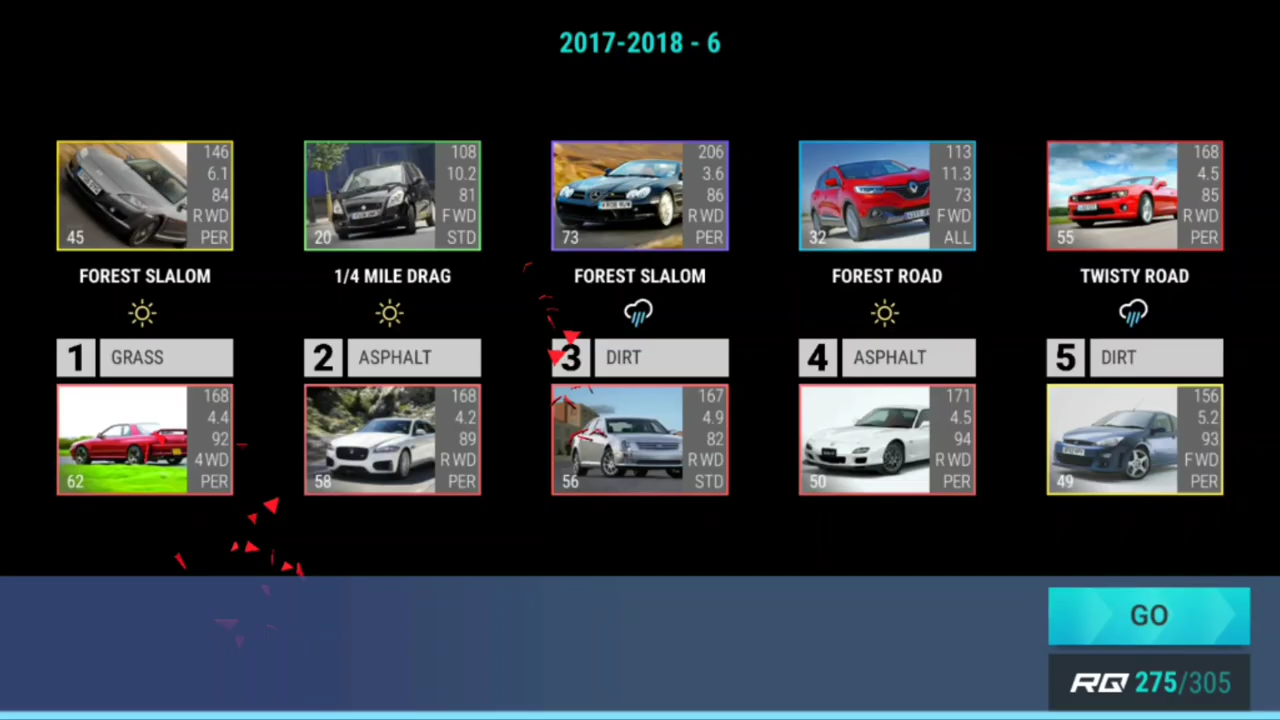 2017-2018 - 6
146
6.1
84
RWD
PER
45
108
10.2
81
FWD
STD
20
206
3.6
86
RWD
PER
73
113
11.3
73
FWD
ALL
32
168
4.5
85
RWD
PER
55
FOREST SLALOM
1/4 MILE DRAG
FOREST SLALOM
FOREST ROAD
TWISTY ROAD
1 GRASS
2 ASPHALT
3 DIRT
4 ASPHALT
5 DIRT
168
4.4
92
4WD
PER
62
168
4.2
89
RWD
PER
58
167
4.9
82
RWD
STD
56
171
4.5
94
RWD
PER
50
156
5.2
93
FWD
PER
49
GO
RQ 275/305